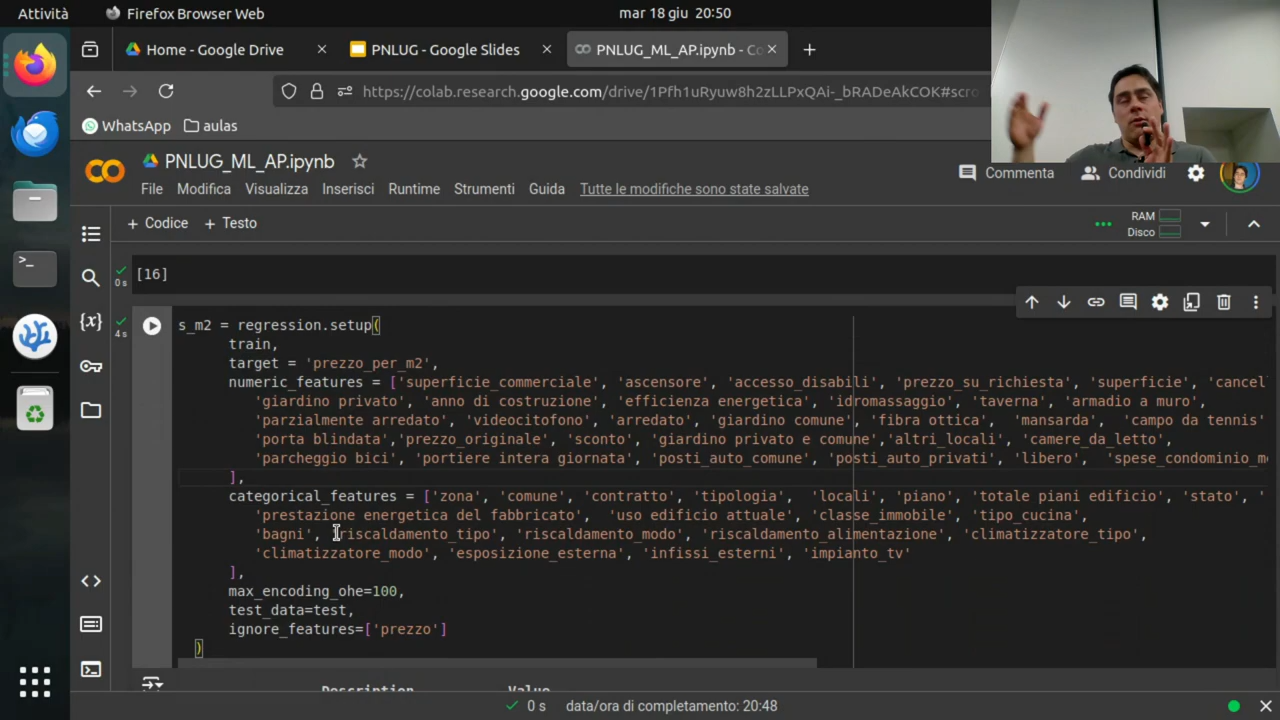 Attività
Firefox Browser Web
mar 18 giu 20:50
Home - Google Drive
PNLUG - Google Slides
PNLUG_ML_AP.ipynb - Co
https://colab.research.google.com/drive/1Pfh1uRyuw8h2zLLPxQAi-_bRADeAkCOK#scro
WhatsApp
aulas
PNLUG_ML_AP.ipynb
Commenta
Condividi
File Modifica Visualizza Inserisci Runtime Strumenti Guida Tutte le modifiche sono state salvate
+ Codice + Testo
RAM
Disco
[16]
0 s
4 s
s_m2 = regression.setup(
train,
target = 'prezzo_per_m2',
numeric_features = ['superficie_commerciale', 'ascensore', 'accesso_disabili', 'prezzo_su_richiesta', 'superficie', 'cancell
'giardino privato', 'anno di costruzione', 'efficienza energetica', 'idromassaggio', 'taverna', 'armadio a muro',
'parzialmente arredato', 'videocitofono', 'arredato', 'giardino comune', 'fibra ottica', 'mansarda', 'campo da tennis'
'porta blindata','prezzo_originale', 'sconto', 'giardino privato e comune','altri_locali', 'camere_da_letto',
'parcheggio bici', 'portiere intera giornata', 'posti_auto_comune', 'posti_auto_privati', 'libero', 'spese_condominio_m
],
categorical_features = ['zona', 'comune', 'contratto', 'tipologia', 'locali', 'piano', 'totale piani edificio', 'stato', '
'prestazione energetica del fabbricato', 'uso edificio attuale', 'classe_immobile', 'tipo_cucina',
'bagni', 'riscaldamento_tipo', 'riscaldamento_modo', 'riscaldamento_alimentazione', 'climatizzatore_tipo',
'climatizzatore_modo', 'esposizione_esterna', 'infissi_esterni', 'impianto_tv'
],
max_encoding_ohe=100,
test_data=test,
ignore_features=['prezzo']
)
Description Value
0 s data/ora di completamento: 20:48